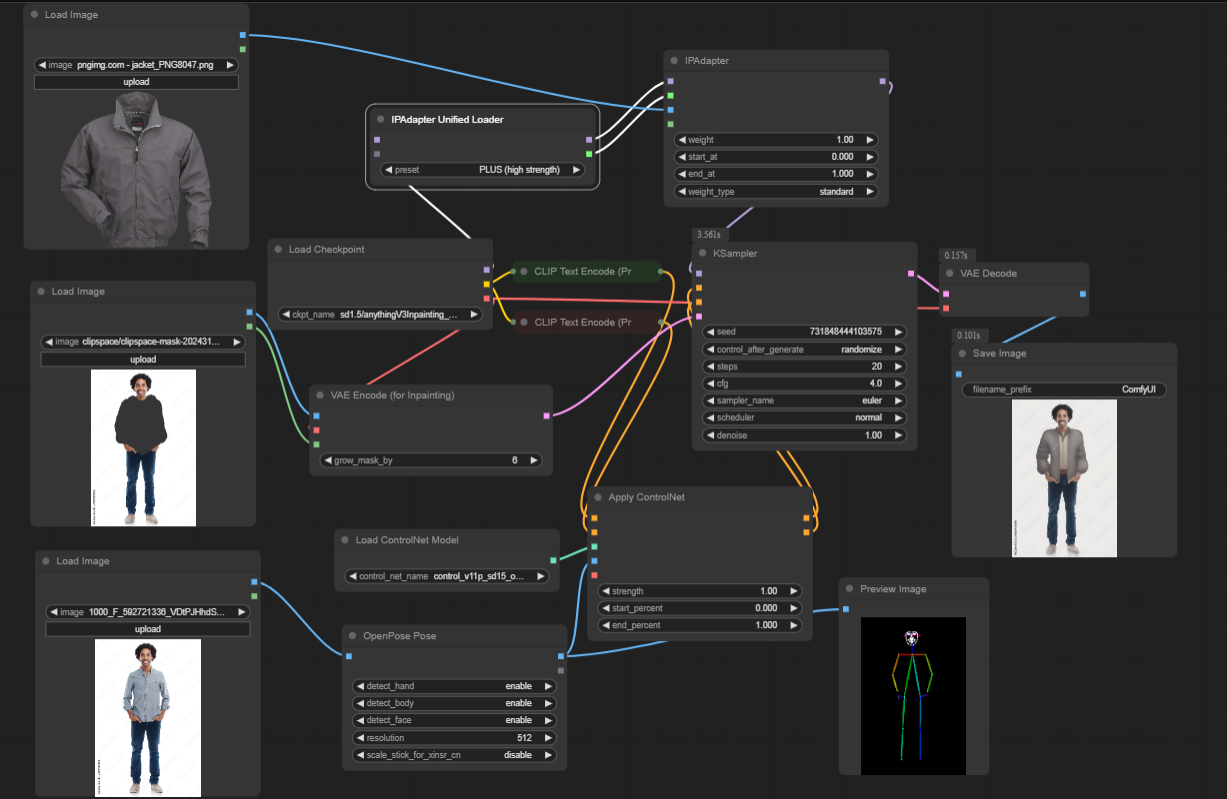 Load Image
image pngimg.com - jacket_PNG8047.png
upload
IPAdapter
weight 1.00
start_at 0.000
end_at 1.000
weight_type standard
IPAdapter Unified Loader
preset PLUS (high strength)
Load Checkpoint
ckpt_name sd1.5/anythingV3Inpainting_...
CLIP Text Encode (Pr
CLIP Text Encode (Pr
3.561s
KSampler
seed 731848444103575
control_after_generate randomize
steps 20
cfg 4.0
sampler_name euler
scheduler normal
denoise 1.00
0.157s
VAE Decode
0.101s
Save Image
filename_prefix ComfyUI
Load Image
image clipspace/clipspace-mask-202431...
upload
VAE Encode (for Inpainting)
grow_mask_by 6
Apply ControlNet
strength 1.00
start_percent 0.000
end_percent 1.000
Load ControlNet Model
control_net_name control_v11p_sd15_o...
Load Image
image 1000_F_592721336_VDtPJHhdS...
upload
OpenPose Pose
detect_hand enable
detect_body enable
detect_face enable
resolution 512
scale_stick_for_xinsr_cn disable
Preview Image